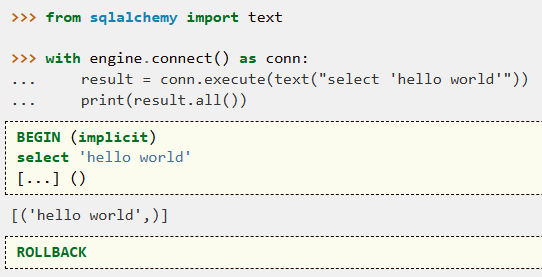 >>> from sqlalchemy import text
>>> with engine.connect() as conn:
...     result = conn.execute(text("select 'hello world'"))
...     print(result.all())
BEGIN (implicit)
select 'hello world'
[...] ()
[('hello world',)]
ROLLBACK